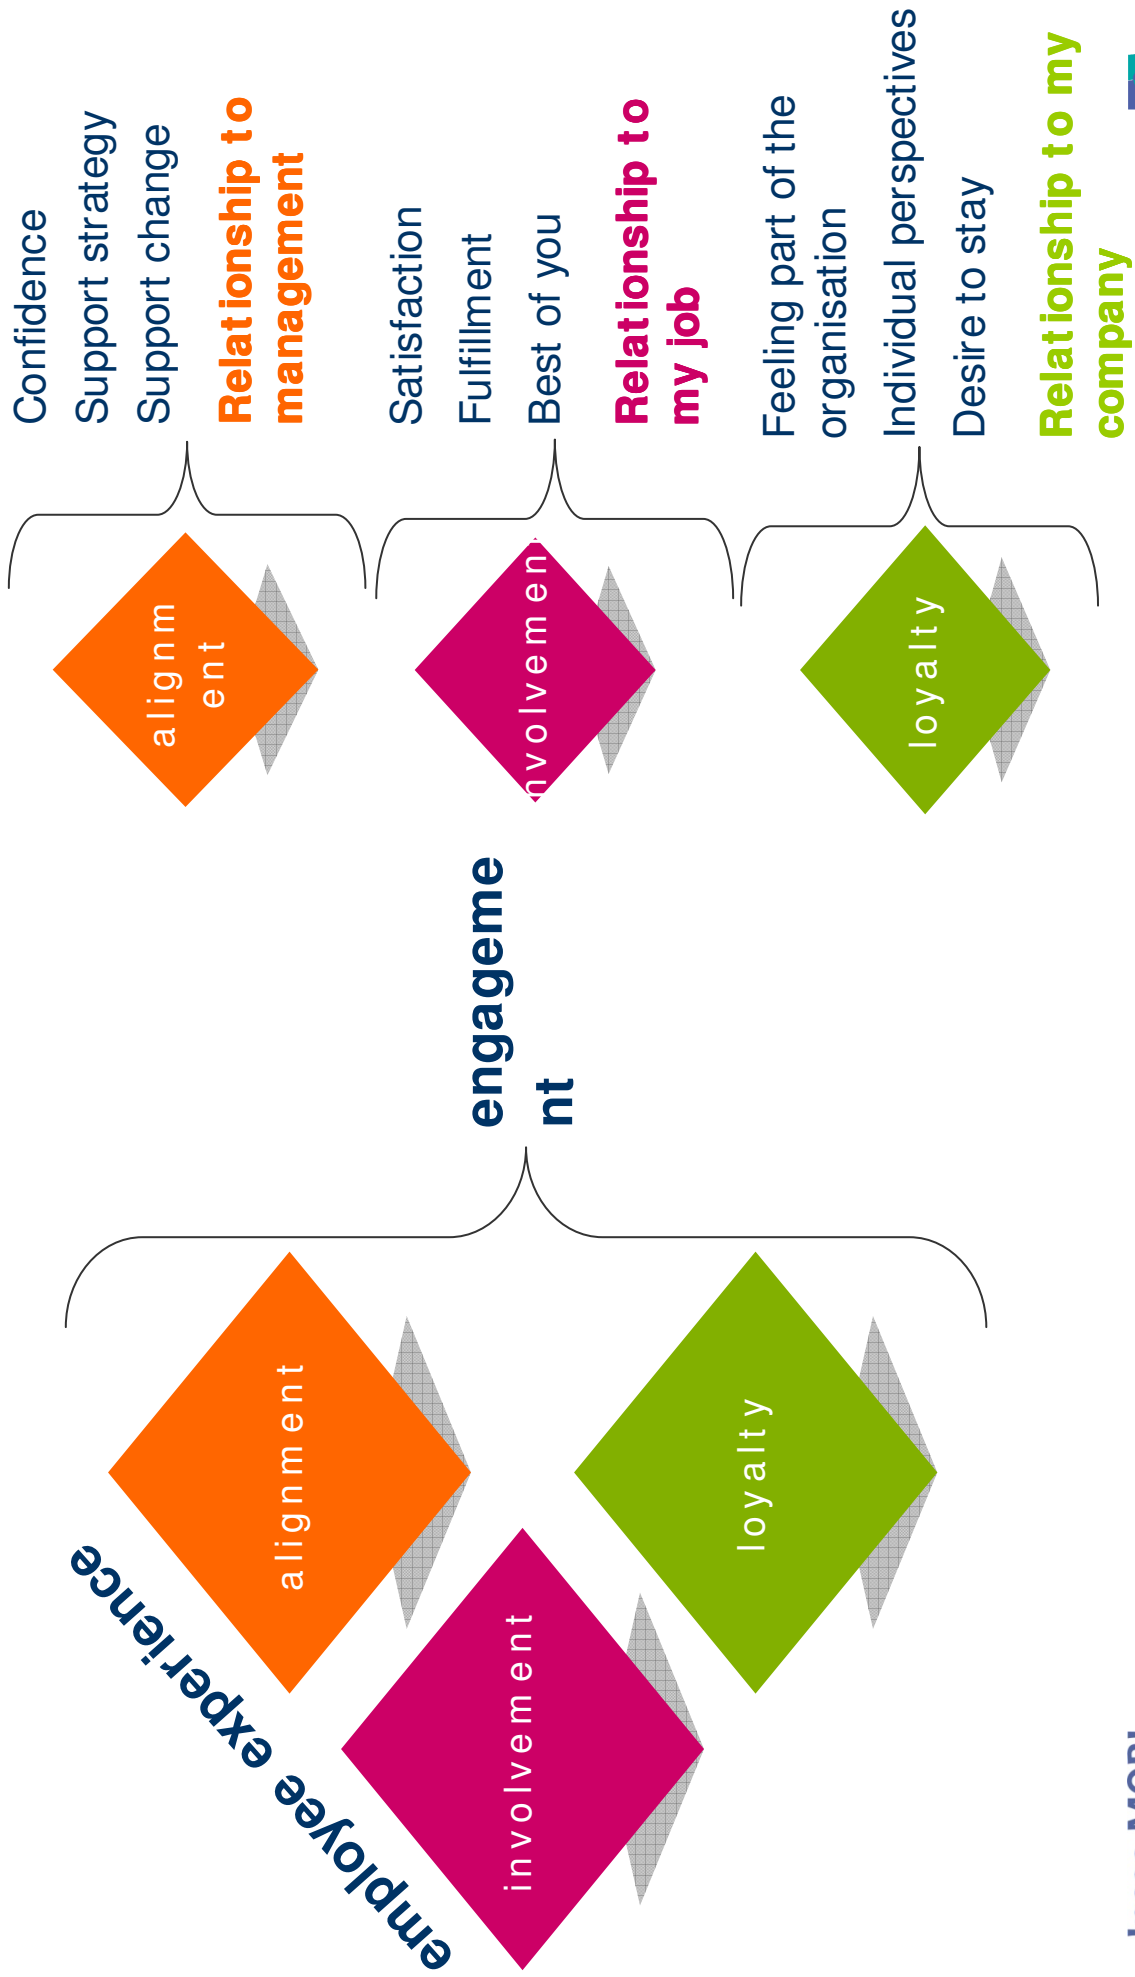 employee experience
alignment
involvement
loyalty
engageme
nt
alignm
ent
Confidence
Support strategy
Support change
Relationship to
management
nvolvemen
Satisfaction
Fulfillment
Best of you
Relationship to
my job
loyalty
Feeling part of the
organisation
Individual perspectives
Desire to stay
Relationship to my
company